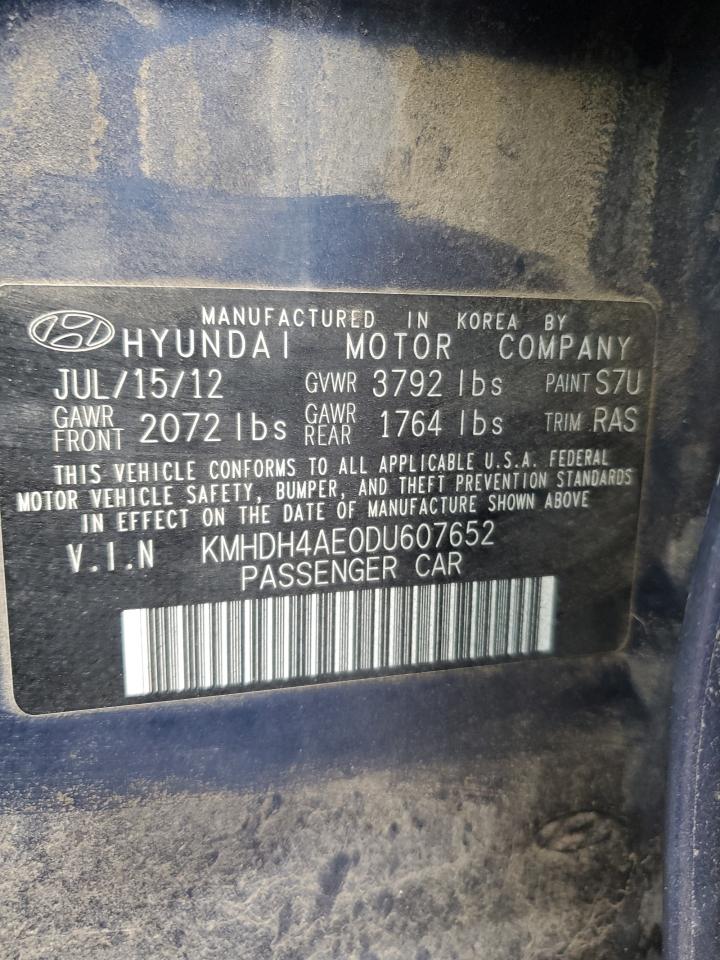 MANUFACTURED IN KOREA BY
HYUNDAI MOTOR COMPANY
JUL/15/12 GVWR 3792 lbs PAINT S7U
GAWR FRONT 2072 lbs GAWR REAR 1764 lbs TRIM RAS
THIS VEHICLE CONFORMS TO ALL APPLICABLE U.S.A. FEDERAL
MOTOR VEHICLE SAFETY, BUMPER, AND THEFT PREVENTION STANDARDS
IN EFFECT ON THE DATE OF MANUFACTURE SHOWN ABOVE
V.I.N KMHDH4AE0DU607652
PASSENGER CAR